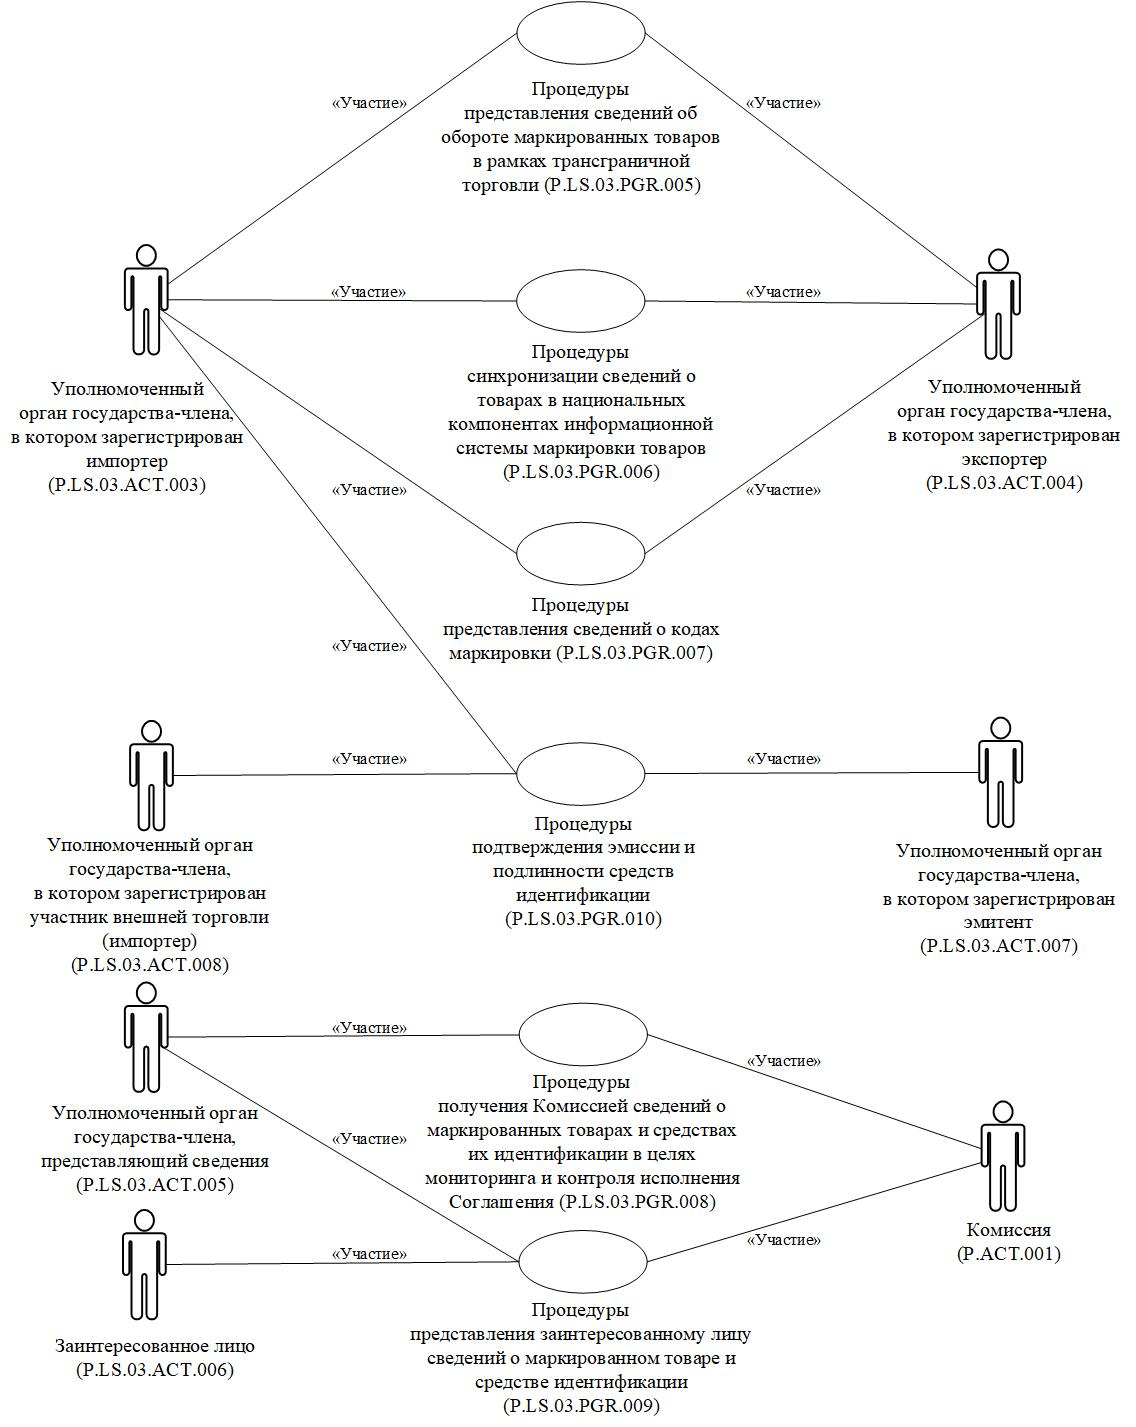 Процедуры
представления сведений об
обороте маркированных товаров
в рамках трансграничной
торговли (P.LS.03.PGR.005)
«Участие»
«Участие»
«Участие»
«Участие»
Процедуры
синхронизации сведений о
товарах в национальных
компонентах информационной
системы маркировки товаров
(P.LS.03.PGR.006)
Уполномоченный
орган государства-члена,
в котором зарегистрирован
импортер
(P.LS.03.ACT.003)
Уполномоченный
орган государства-члена,
в котором зарегистрирован
экспортер
(P.LS.03.ACT.004)
«Участие»
«Участие»
Процедуры
представления сведений о кодах
маркировки (P.LS.03.PGR.007)
«Участие»
«Участие»
«Участие»
Уполномоченный орган
государства-члена,
в котором зарегистрирован
участник внешней торговли
(импортер)
(P.LS.03.ACT.008)
Процедуры
подтверждения эмиссии и
подлинности средств
идентификации
(P.LS.03.PGR.010)
Уполномоченный орган
государства-члена,
в котором зарегистрирован
эмитент
(P.LS.03.ACT.007)
«Участие»
«Участие»
Процедуры
получения Комиссией сведений о
маркированных товарах и средствах
их идентификации в целях
мониторинга и контроля исполнения
Соглашения (P.LS.03.PGR.008)
Уполномоченный орган
государства-члена,
представляющий сведения
(P.LS.03.ACT.005)
«Участие»
Комиссия
(P.ACT.001)
«Участие»
«Участие»
Заинтересованное лицо
(P.LS.03.ACT.006)
Процедуры
представления заинтересованному лицу
сведений о маркированном товаре и
средстве идентификации
(P.LS.03.PGR.009)